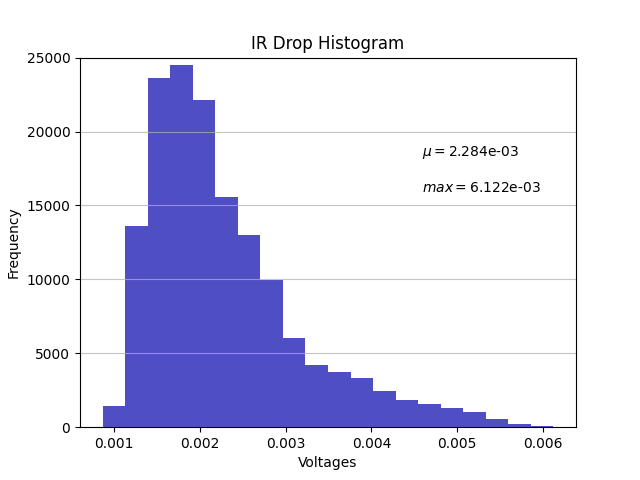 IR Drop Histogram
25000
20000
15000
10000
5000
0
Frequency
μ = 2.284e-03
max = 6.122e-03
0.001 0.002 0.003 0.004 0.005 0.006
Voltages